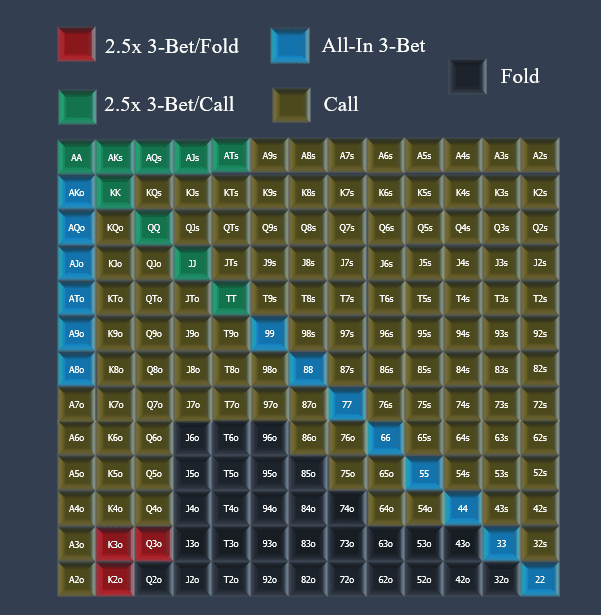 2.5x 3-Bet/Fold All-In 3-Bet
Fold
2.5x 3-Bet/Call Call
AA AKs AQs AJs ATs A9s A8s A7s A6s A5s A4s A3s A2s
AKo KK KQs KJs KTs K9s K8s K7s K6s K5s K4s K3s K2s
AQo KQo QQ QJs QTs Q9s Q8s Q7s Q6s Q5s Q4s Q3s Q2s
AJo KJo QJo JJ JTs J9s J8s J7s J6s J5s J4s J3s J2s
ATo KTo QTo JTo TT T9s T8s T7s T6s T5s T4s T3s T2s
A9o K9o Q9o J9o T9o 99 98s 97s 96s 95s 94s 93s 92s
A8o K8o Q8o J8o T8o 98o 88 87s 86s 85s 84s 83s 82s
A7o K7o Q7o J7o T7o 97o 87o 77 76s 75s 74s 73s 72s
A6o K6o Q6o J6o T6o 96o 86o 76o 66 65s 64s 63s 62s
A5o K5o Q5o J5o T5o 95o 85o 75o 65o 55 54s 53s 52s
A4o K4o Q4o J4o T4o 94o 84o 74o 64o 54o 44 43s 42s
A3o K3o Q3o J3o T3o 93o 83o 73o 63o 53o 43o 33 32s
A2o K2o Q2o J2o T2o 92o 82o 72o 62o 52o 42o 32o 22